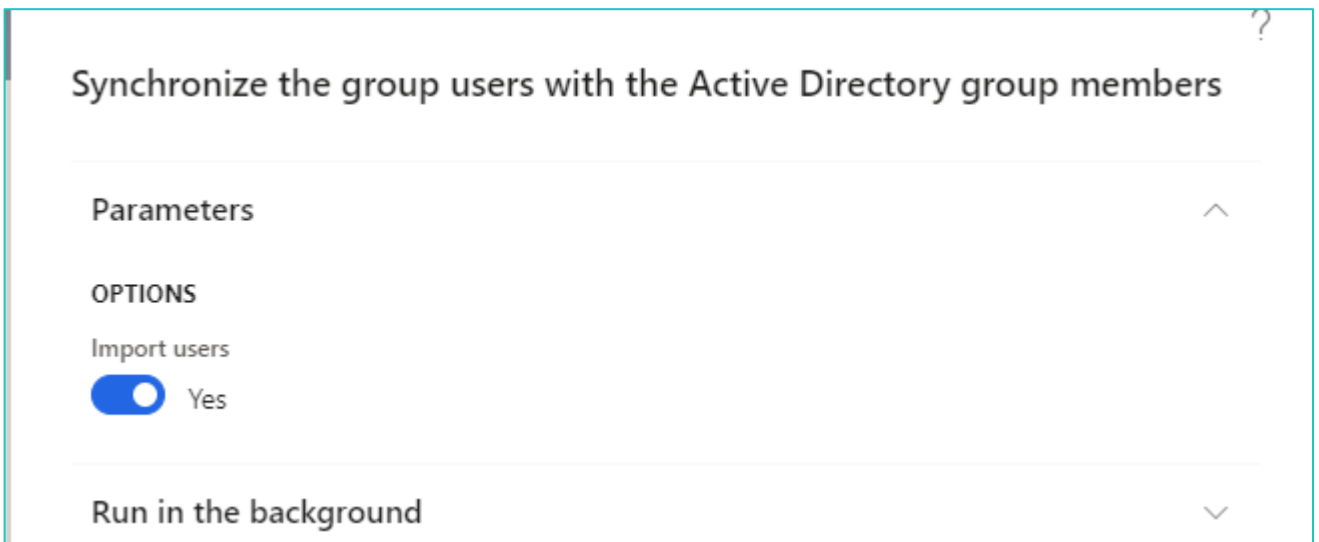 ?
Synchronize the group users with the Active Directory group members
Parameters
OPTIONS
Import users
Yes
Run in the background